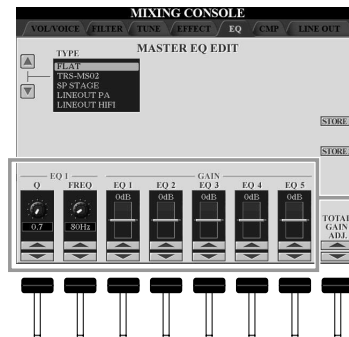 MIXING CONSOLE
VOL/VOICE FILTER TUNE EFFECT EQ CMP LINE OUT
MASTER EQ EDIT
TYPE
FLAT
TRS-MS02
SP STAGE
LINEOUT PA
LINEOUT HIFI
STORE
STORE
EQ 1
GAIN
Q FREQ EQ 1 EQ 2 EQ 3 EQ 4 EQ 5
0dB 0dB 0dB 0dB 0dB
0.7 80Hz
TOTAL
GAIN
ADJ.